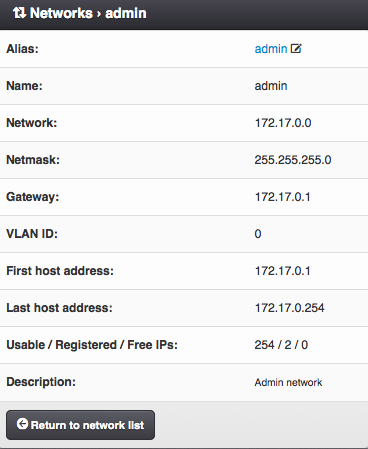 Networks › admin
Alias: admin
Name: admin
Network: 172.17.0.0
Netmask: 255.255.255.0
Gateway: 172.17.0.1
VLAN ID: 0
First host address: 172.17.0.1
Last host address: 172.17.0.254
Usable / Registered / Free IPs: 254 / 2 / 0
Description: Admin network
Return to network list